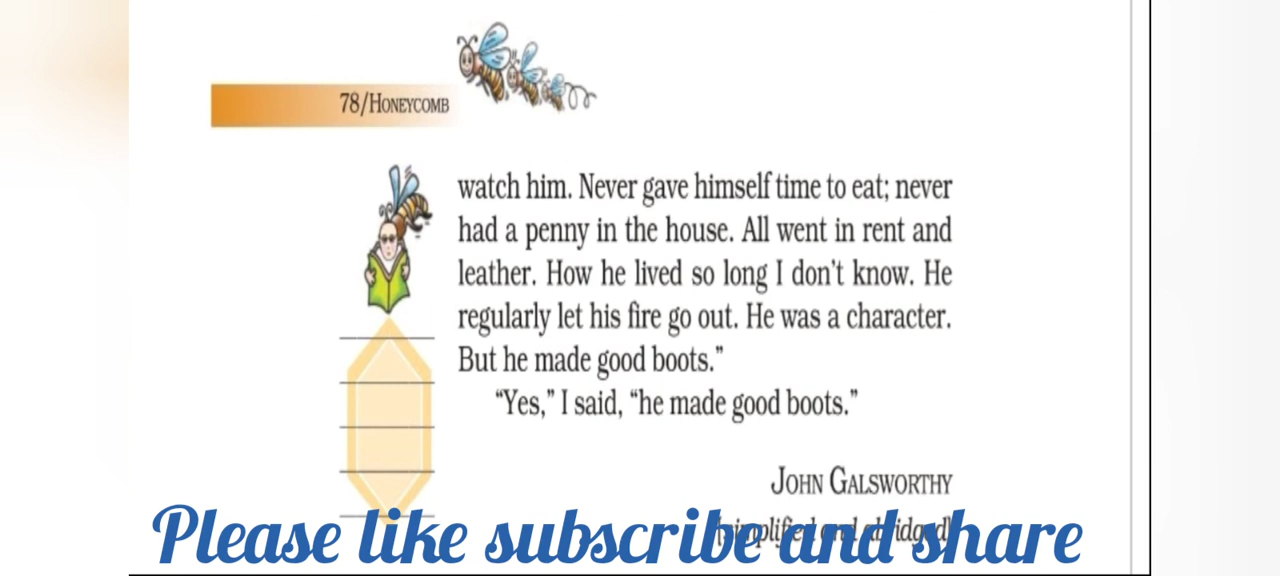 78/HONEYCOMB
watch him. Never gave himself time to eat; never
had a penny in the house. All went in rent and
leather. How he lived so long I don't know. He
regularly let his fire go out. He was a character.
But he made good boots.”
“Yes,” I said, “he made good boots.”
JOHN GALSWORTHY
[simplified and abridged]
Please like subscribe and share